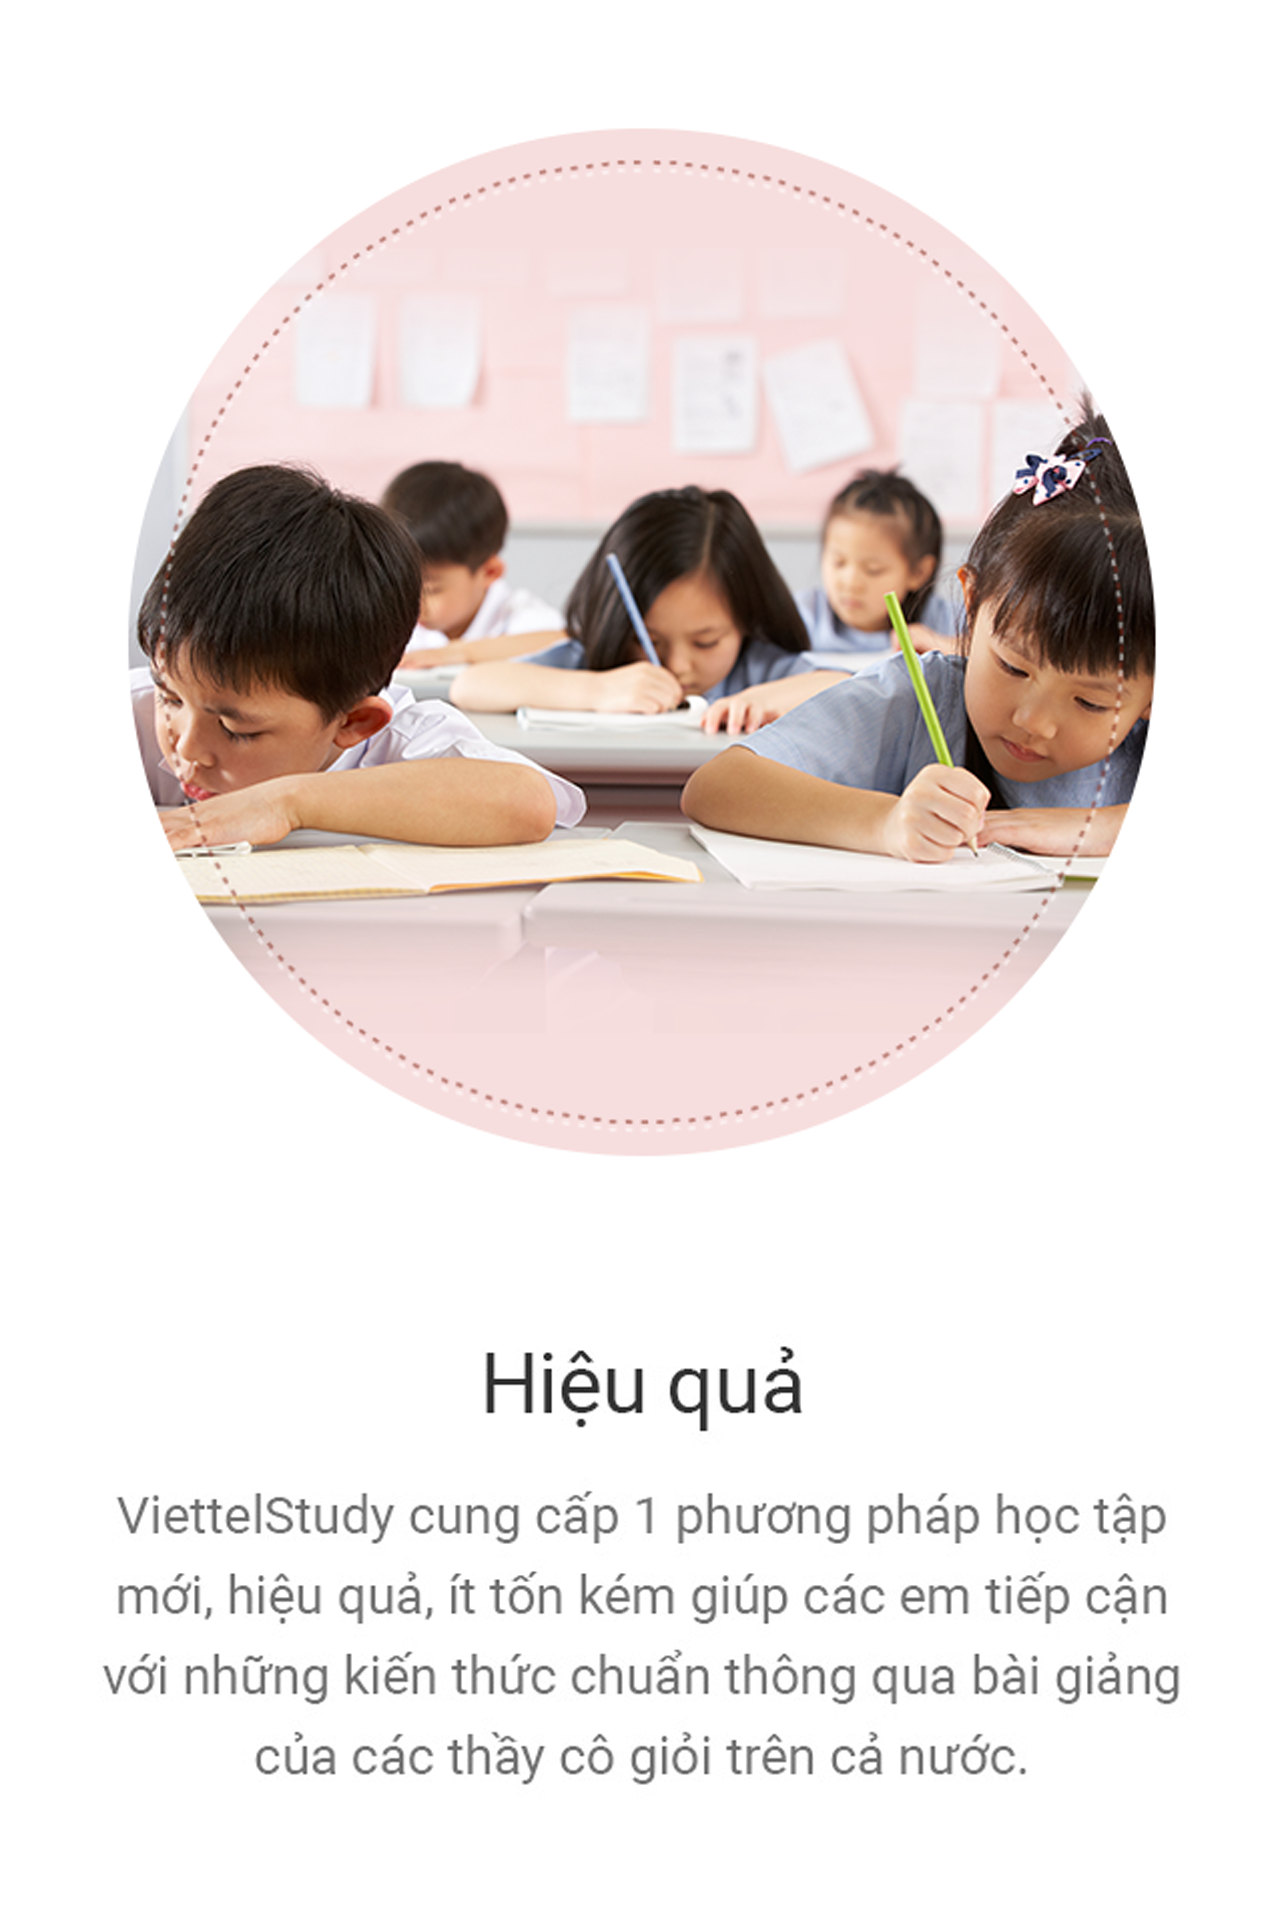 Hiệu quả
ViettelStudy cung cấp 1 phương pháp học tập
mới, hiệu quả, ít tốn kém giúp các em tiếp cận
với những kiến thức chuẩn thông qua bài giảng
của các thầy cô giỏi trên cả nước.